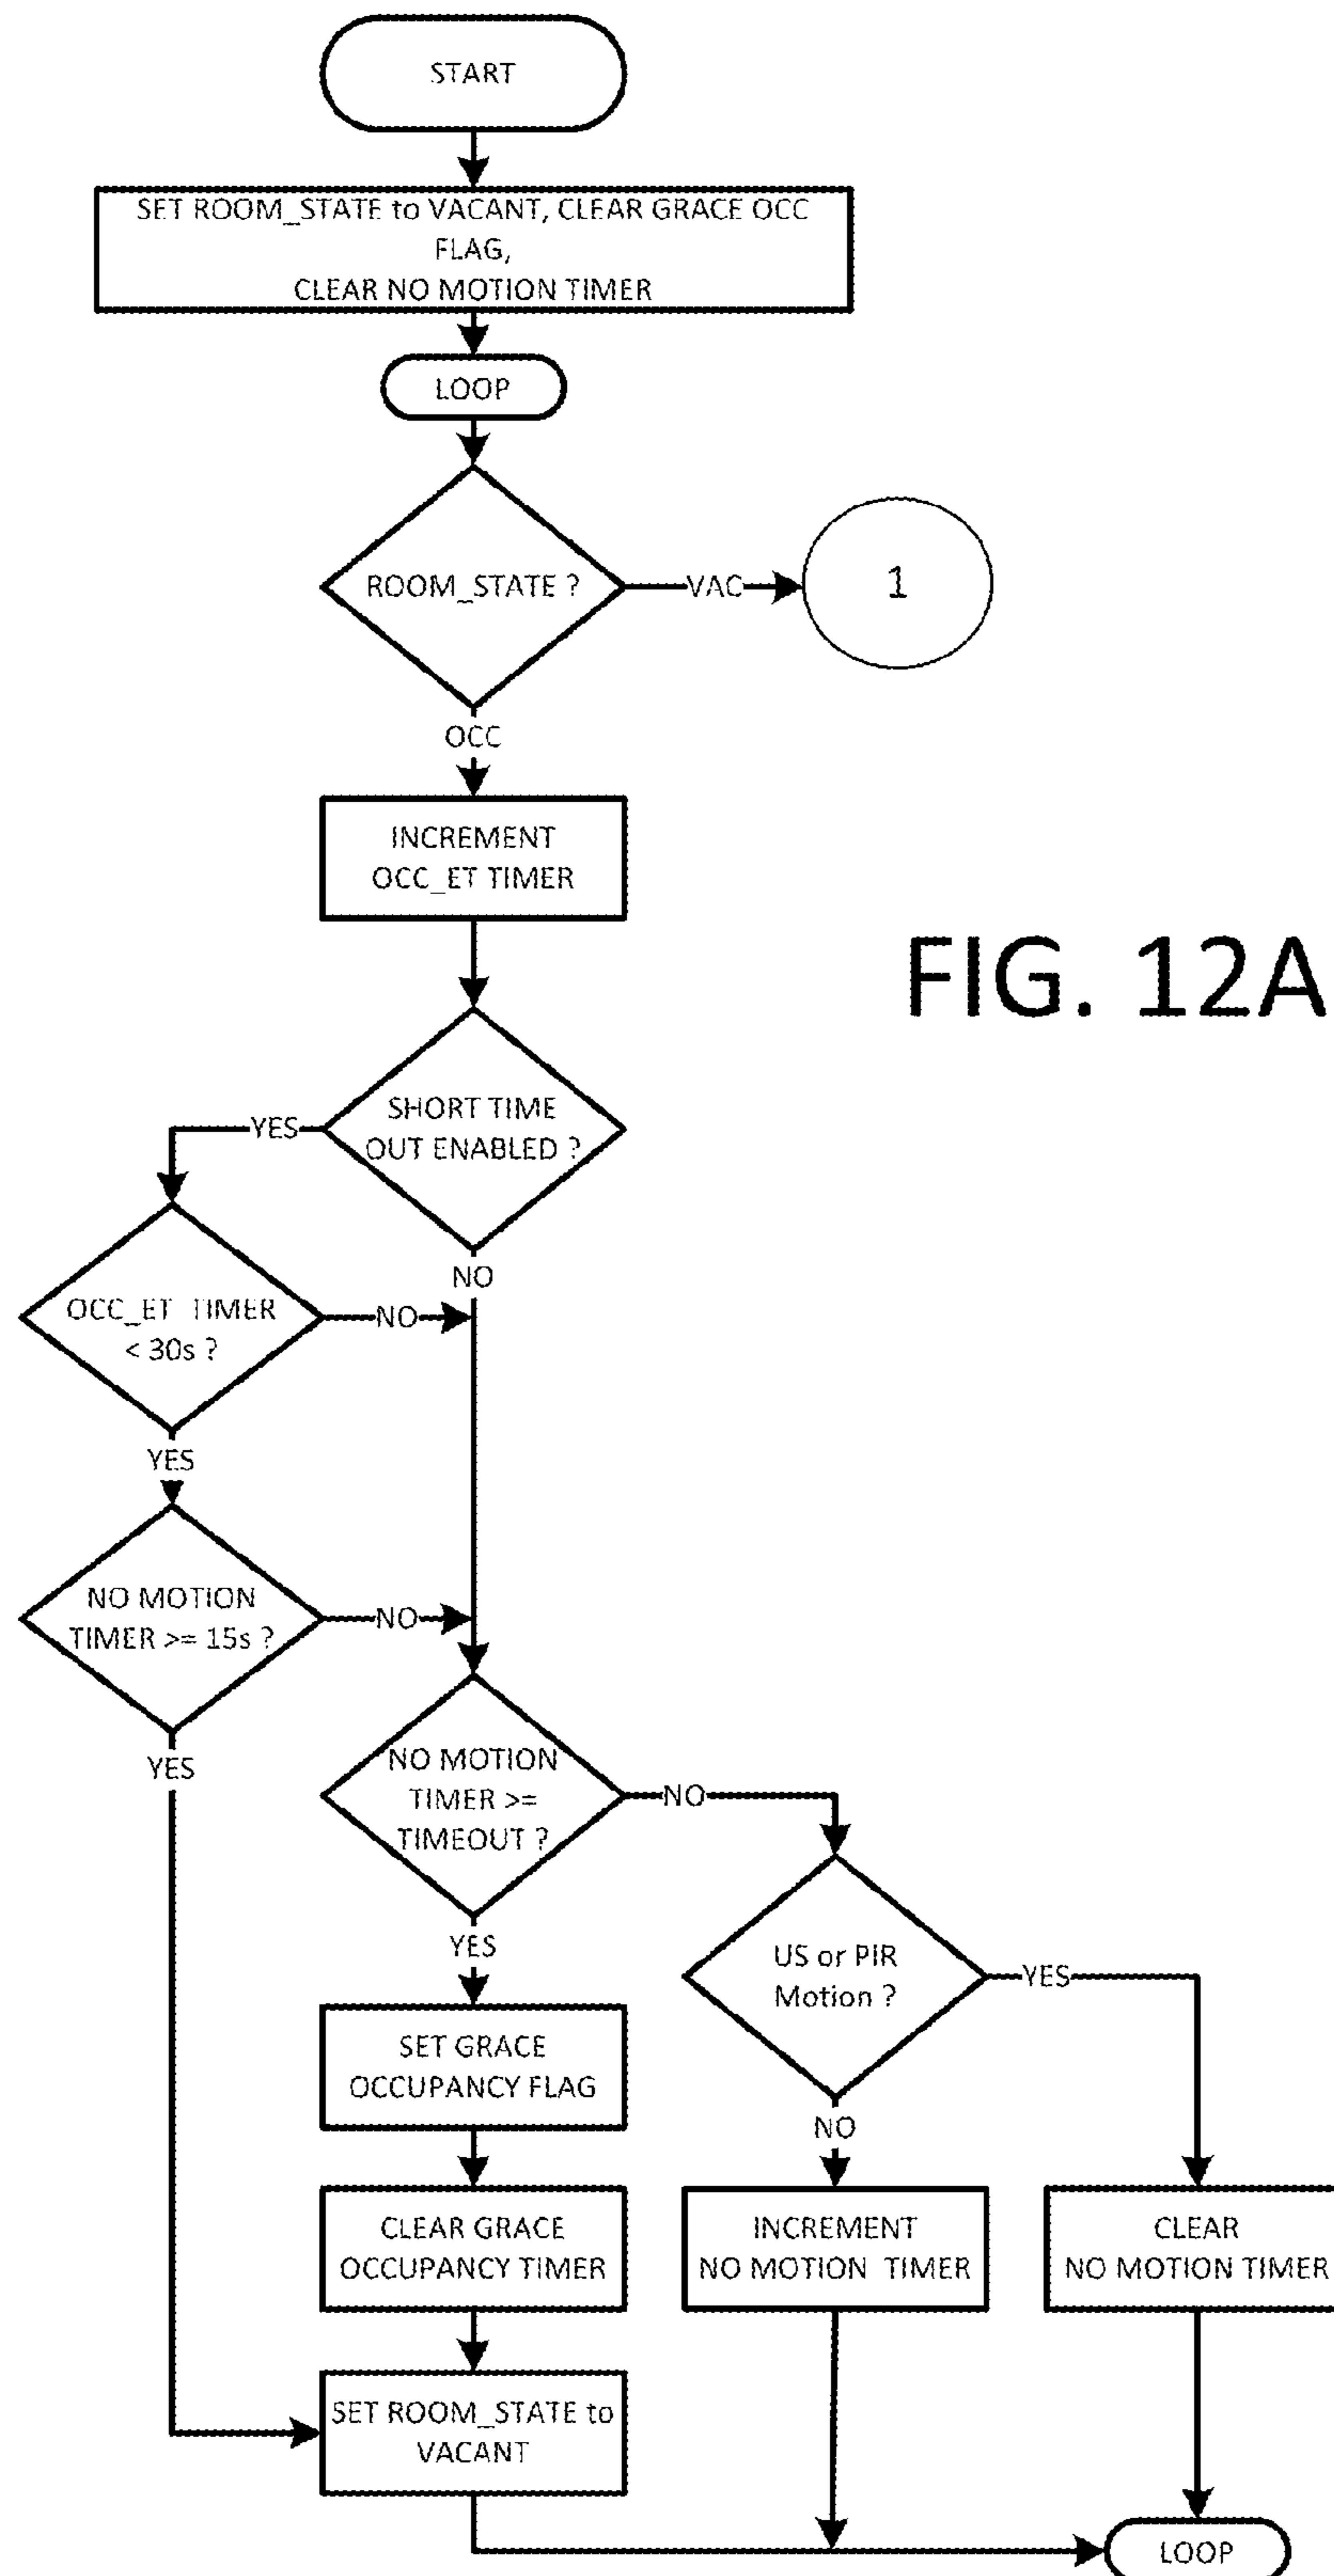 START
SET ROOM_STATE to VACANT, CLEAR GRACE OCC
FLAG,
CLEAR NO MOTION TIMER
LOOP
ROOM_STATE ?
VAC
1
OCC
INCREMENT
OCC_ET TIMER
FIG. 12A
SHORT TIME
OUT ENABLED ?
YES
NO
OCC_ET TIMER
< 30s ?
NO
YES
NO MOTION
TIMER >= 15s ?
NO
YES
NO MOTION
TIMER >=
TIMEOUT ?
NO
YES
US or PIR
Motion ?
YES
NO
SET GRACE
OCCUPANCY FLAG
CLEAR GRACE
OCCUPANCY TIMER
INCREMENT
NO MOTION TIMER
CLEAR
NO MOTION TIMER
SET ROOM_STATE to
VACANT
LOOP